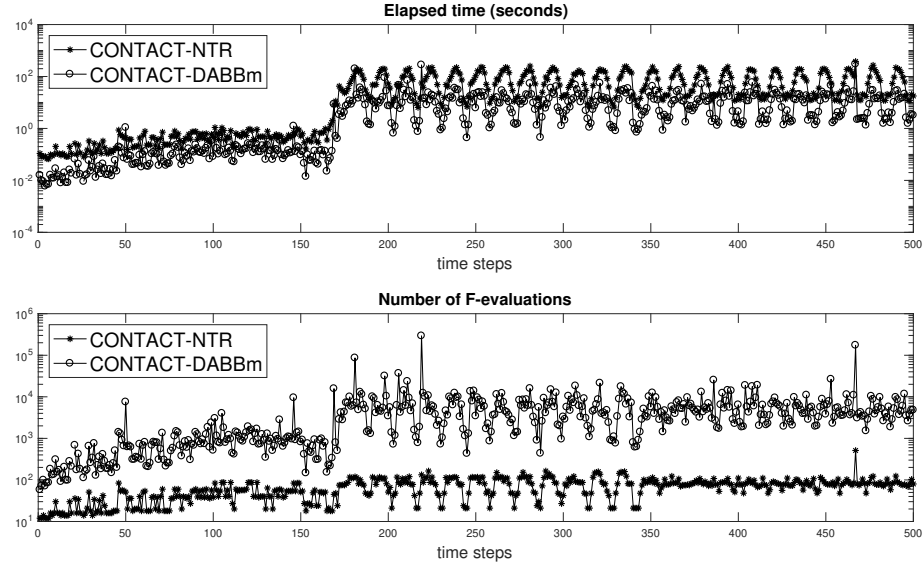 Elapsed time (seconds)
10^4
10^2
10^0
10^-2
10^-4
CONTACT-NTR
CONTACT-DABBm
0 50 100 150 200 250 300 350 400 450 500
time steps
Number of F-evaluations
10^6
10^5
10^4
10^3
10^2
10^1
CONTACT-NTR
CONTACT-DABBm
0 50 100 150 200 250 300 350 400 450 500
time steps